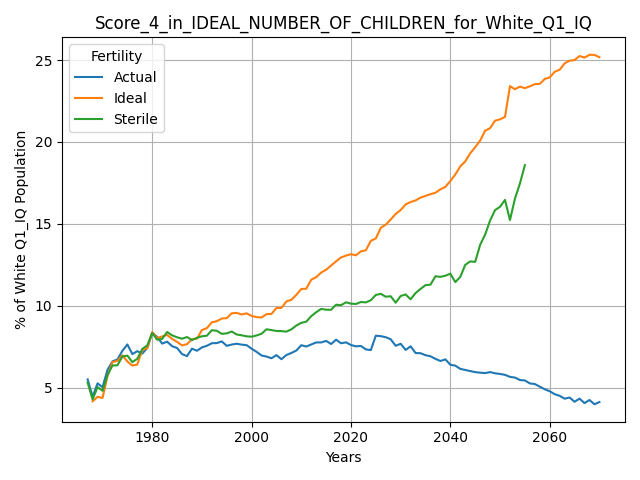 Score_4_in_IDEAL_NUMBER_OF_CHILDREN_for_White_Q1_IQ
Fertility
Actual
Ideal
Sterile
% of White Q1_IQ Population
25
20
15
10
5
1980 2000 2020 2040 2060
Years